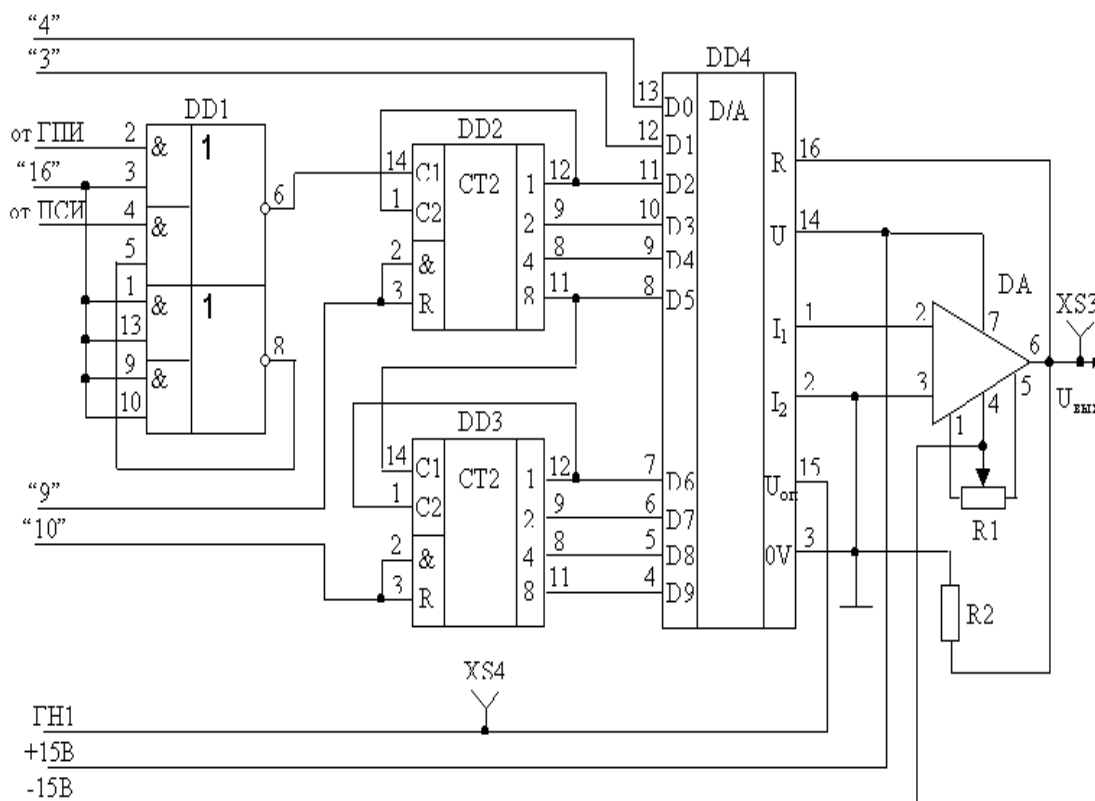 “4”
“3”
DD1
от ГПИ 2 & 1
“16” 3
от ПСИ 4 & 6
5
1 & 1
13 8
9 &
10
DD2
14 C1 CT2 1 12
1 C2 2 9
2 & 4 8
3 R 8 11
“9”
“10”
DD3
14 C1 CT2 1 12
1 C2 2 9
2 & 4 8
3 R 8 11
DD4
D/A
13 D0
12 D1
11 D2
10 D3
9 D4
8 D5
7 D6
6 D7
5 D8
4 D9
R 16
U 14
I₁ 1
I₂ 2
Uоп 15
0V 3
DA
2 7
3 6
1 4 5
XS3
Uвых
R1
R2
XS4
ГН1
+15В
-15В